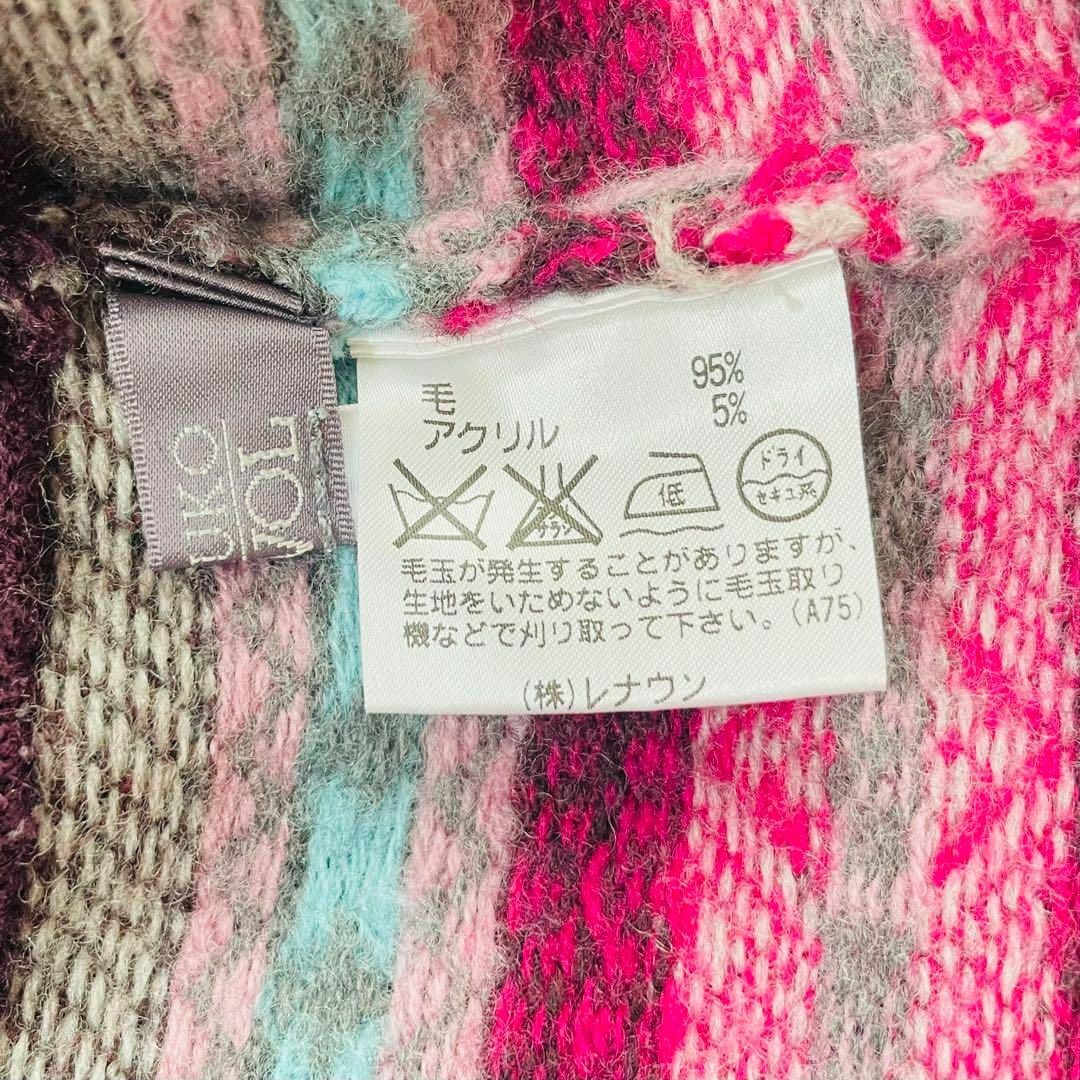 UKO
YOL
毛 95%
アクリル 5%
低
ドライ
セキユ系
毛玉が発生することがありますが、
生地をいためないように毛玉取り
機などで刈り取って下さい。(A75)
(株)レナウン